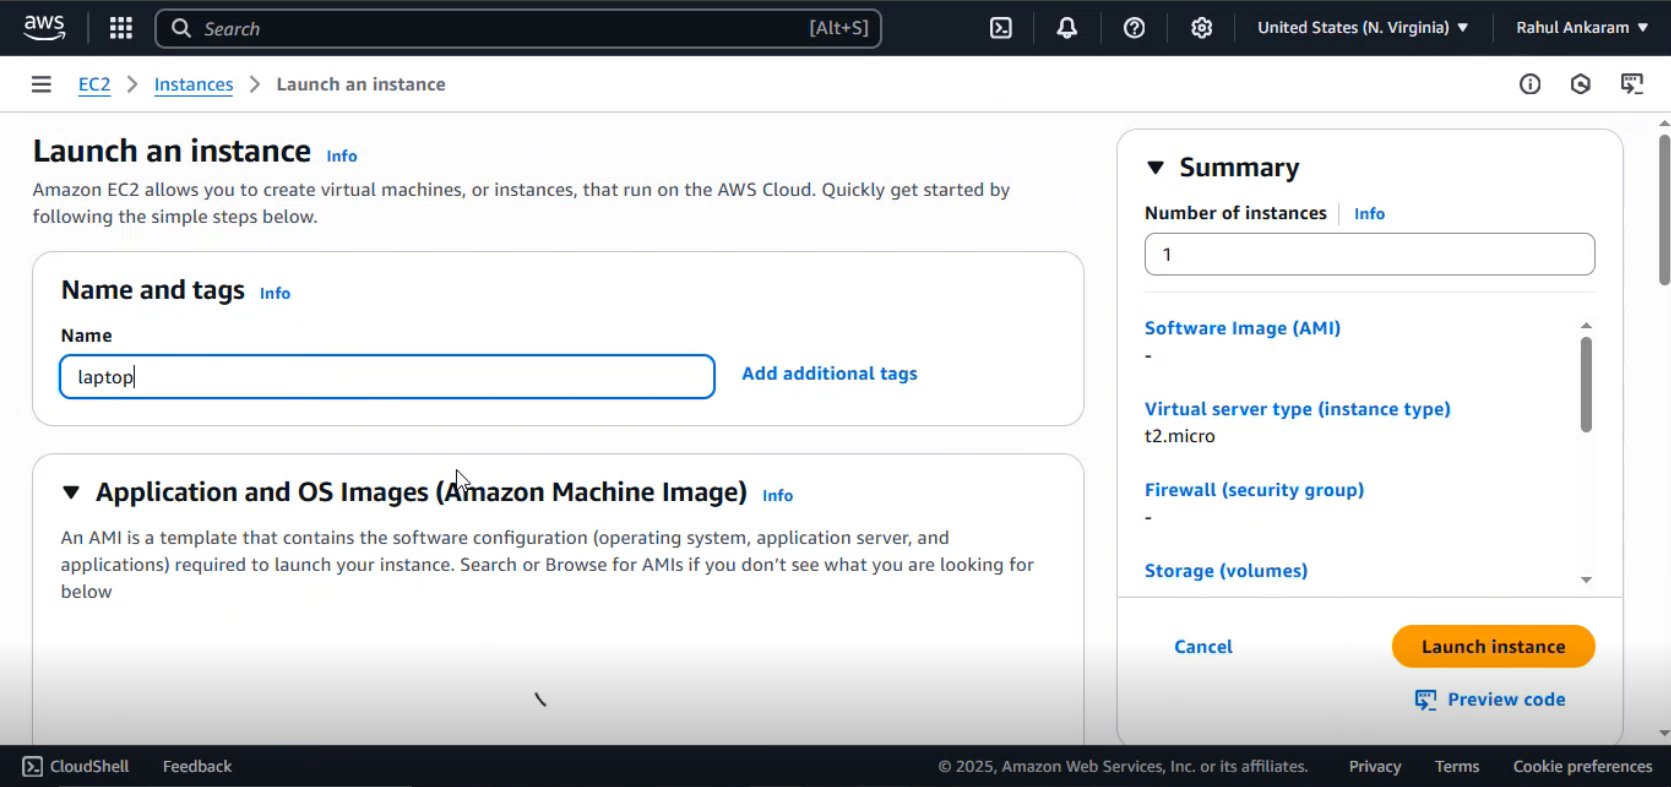 aws
Search [Alt+S]
United States (N. Virginia)
Rahul Ankaram
EC2 > Instances > Launch an instance
Launch an instance Info
Amazon EC2 allows you to create virtual machines, or instances, that run on the AWS Cloud. Quickly get started by
following the simple steps below.
Name and tags Info
Name
laptop
Add additional tags
Application and OS Images (Amazon Machine Image) Info
An AMI is a template that contains the software configuration (operating system, application server, and
applications) required to launch your instance. Search or Browse for AMIs if you don't see what you are looking for
below
Summary
Number of instances Info
1
Software Image (AMI)
-
Virtual server type (instance type)
t2.micro
Firewall (security group)
-
Storage (volumes)
Cancel
Launch instance
Preview code
CloudShell Feedback
© 2025, Amazon Web Services, Inc. or its affiliates. Privacy Terms Cookie preferences